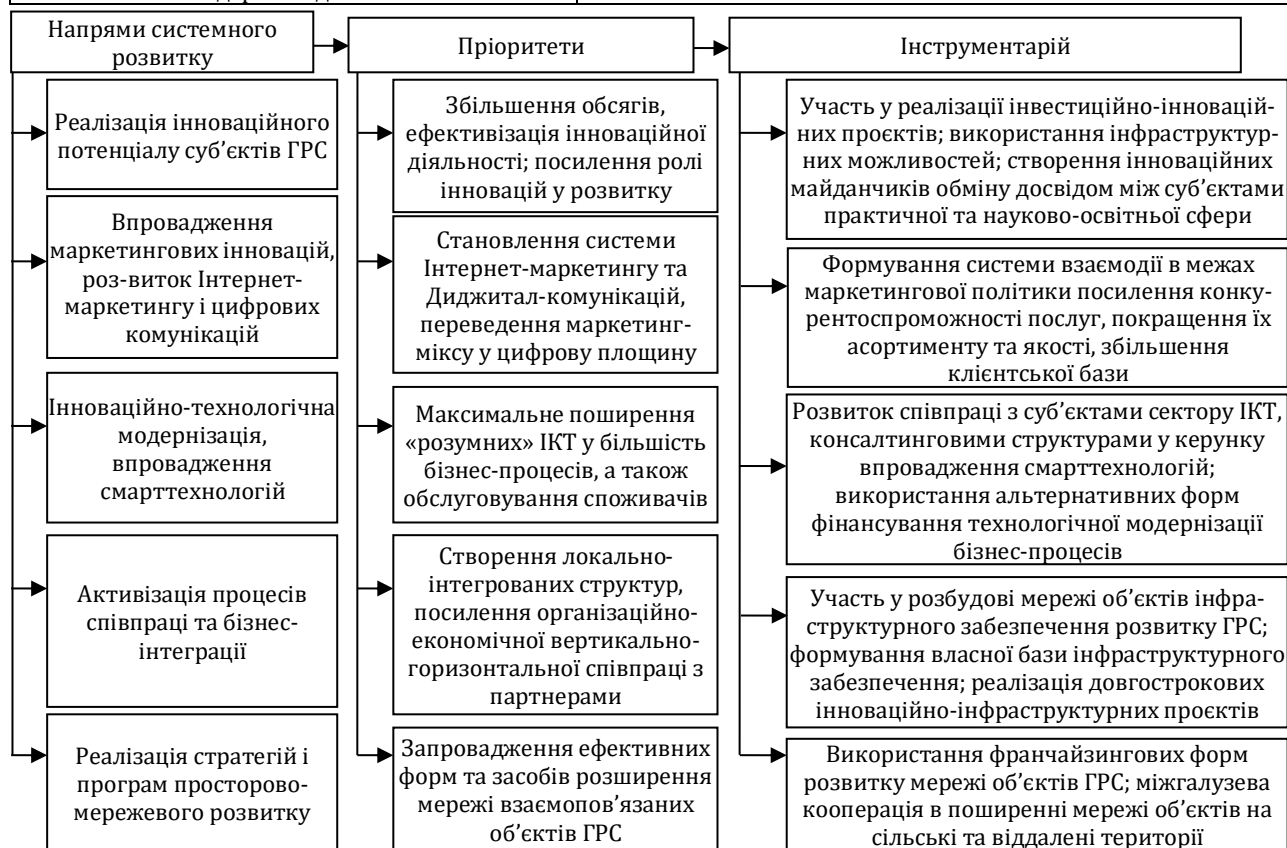 Напрями системного
розвитку
Пріоритети
Інструментарій
Реалізація інноваційного
потенціалу суб’єктів ГРС
Збільшення обсягів,
ефективізація інноваційної
діяльності; посилення ролі
інновацій у розвитку
Участь у реалізації інвестиційно-інновацій-
них проєктів; використання інфраструктур-
них можливостей; створення інноваційних
майданчиків обміну досвідом між суб’єктами
практичної та науково-освітньої сфери
Впровадження
маркетингових інновацій,
роз-виток Інтернет-
маркетингу і цифрових
комунікацій
Становлення системи
Інтернет-маркетингу та
Диджитал-комунікацій,
переведення маркетинг-
міксу у цифрову площину
Формування системи взаємодії в межах
маркетингової політики посилення конку-
рентоспроможності послуг, покращення їх
асортименту та якості, збільшення
клієнтської бази
Інноваційно-технологічна
модернізація,
впровадження
смарттехнологій
Максимальне поширення
«розумних» ІКТ у більшість
бізнес-процесів, а також
обслуговування споживачів
Розвиток співпраці з суб’єктами сектору ІКТ,
консалтинговими структурами у керунку
впровадження смарттехнологій;
використання альтернативних форм
фінансування технологічної модернізації
бізнес-процесів
Активізація процесів
співпраці та бізнес-
інтеграції
Створення локально-
інтегрованих структур,
посилення організаційно-
економічної вертикально-
горизонтальної співпраці з
партнерами
Участь у розбудові мережі об’єктів інфра-
структурного забезпечення розвитку ГРС;
формування власної бази інфраструктурного
забезпечення; реалізація довгострокових
інноваційно-інфраструктурних проєктів
Реалізація стратегій і
програм просторово-
мережевого розвитку
Запровадження ефективних
форм та засобів розширення
мережі взаємопов’язаних
об’єктів ГРС
Використання франчайзингових форм
розвитку мережі об’єктів ГРС; міжгалузева
кооперація в поширенні мережі об’єктів на
сільські та віддалені території